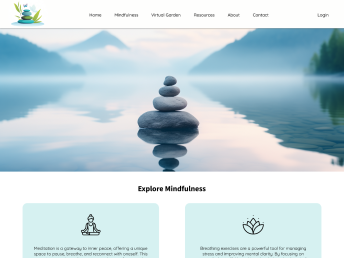 Home Mindfulness Virtual Garden Resources About Contact Login
Explore Mindfulness
Meditation is a gateway to inner peace, offering a unique
space to pause, breathe, and reconnect with oneself. This
Breathing exercises are a powerful tool for managing
stress and improving mental clarity. By focusing on